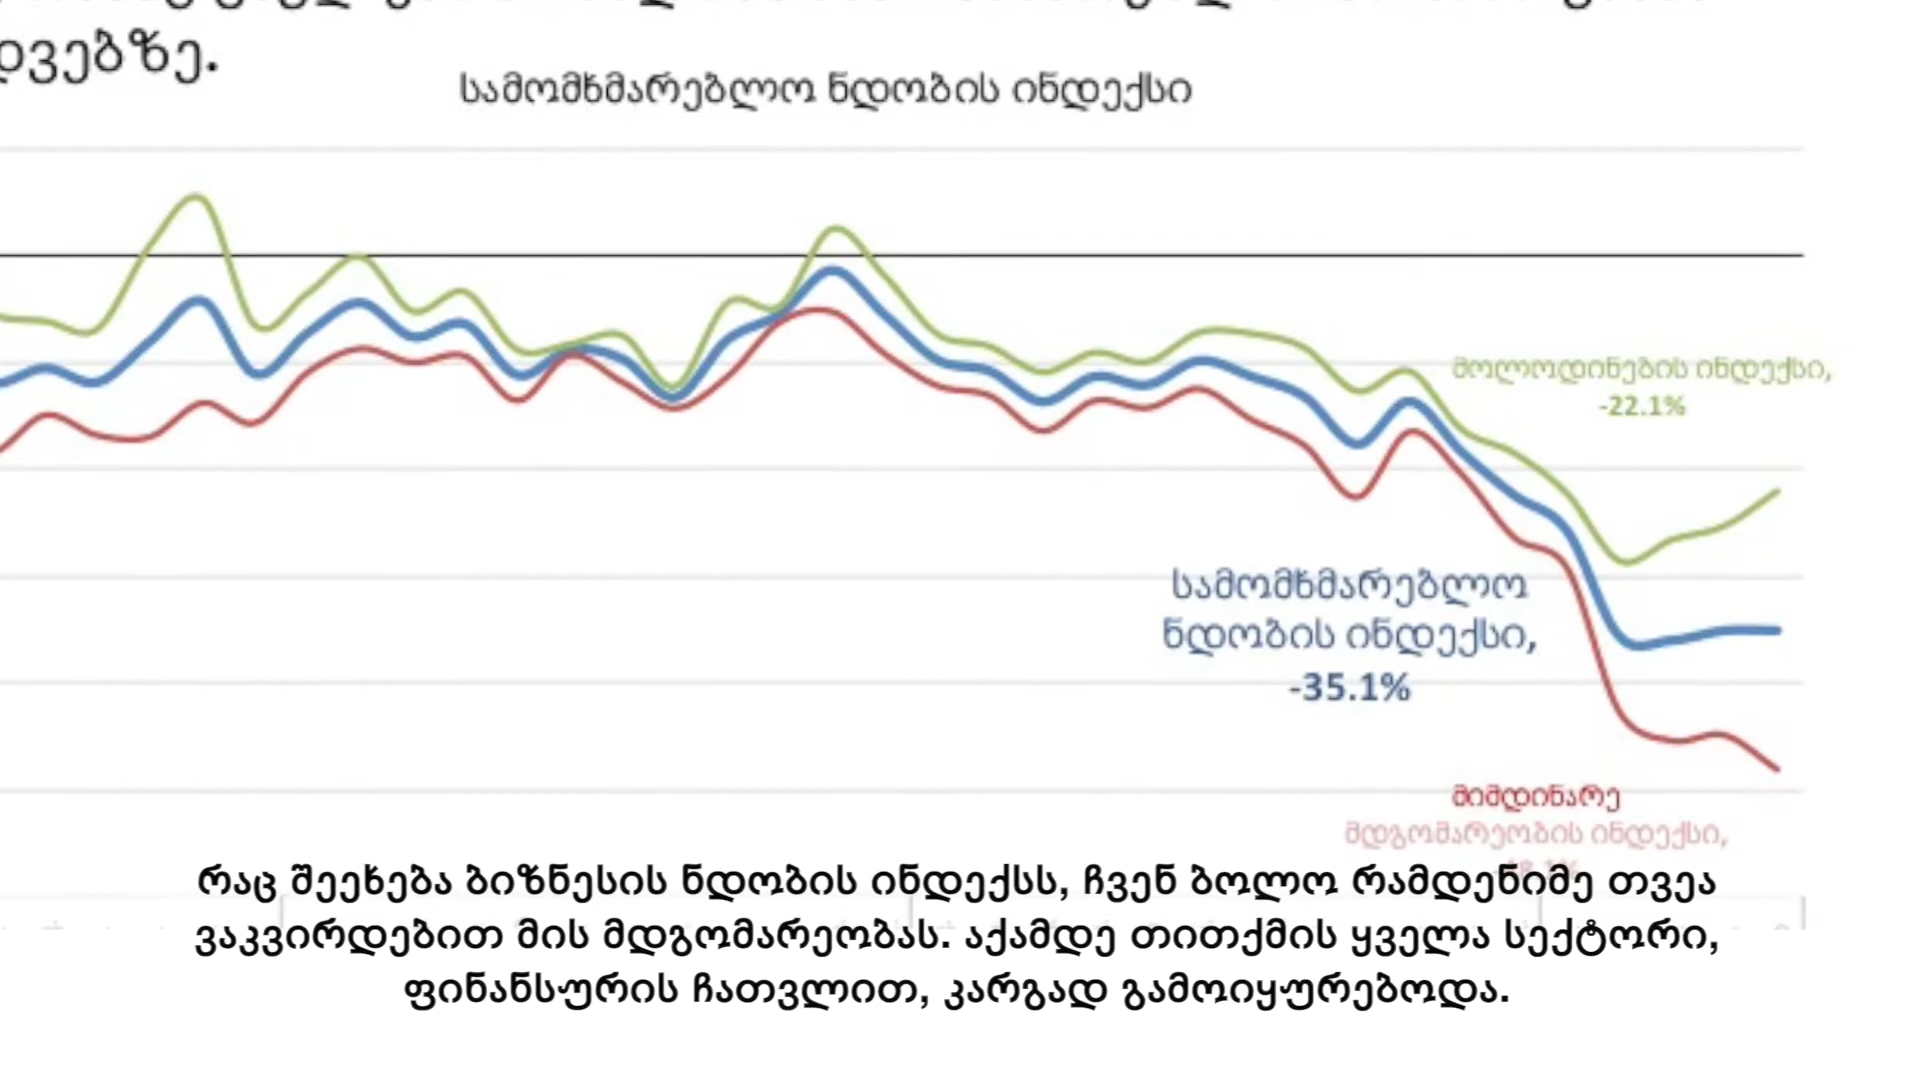 დვებზე.
სამომხმარებლო ნდობის ინდექსი
მოლოდინების ინდექსი,
-22.1%
სამომხმარებლო
ნდობის ინდექსი,
-35.1%
მიმდინარე
მდგომარეობის ინდექსი,
რაც შეეხება ბიზნესის ნდობის ინდექსს, ჩვენ ბოლო რამდენიმე თვეა
ვაკვირდებით მის მდგომარეობას. აქამდე თითქმის ყველა სექტორი,
ფინანსურის ჩათვლით, კარგად გამოიყურებოდა.